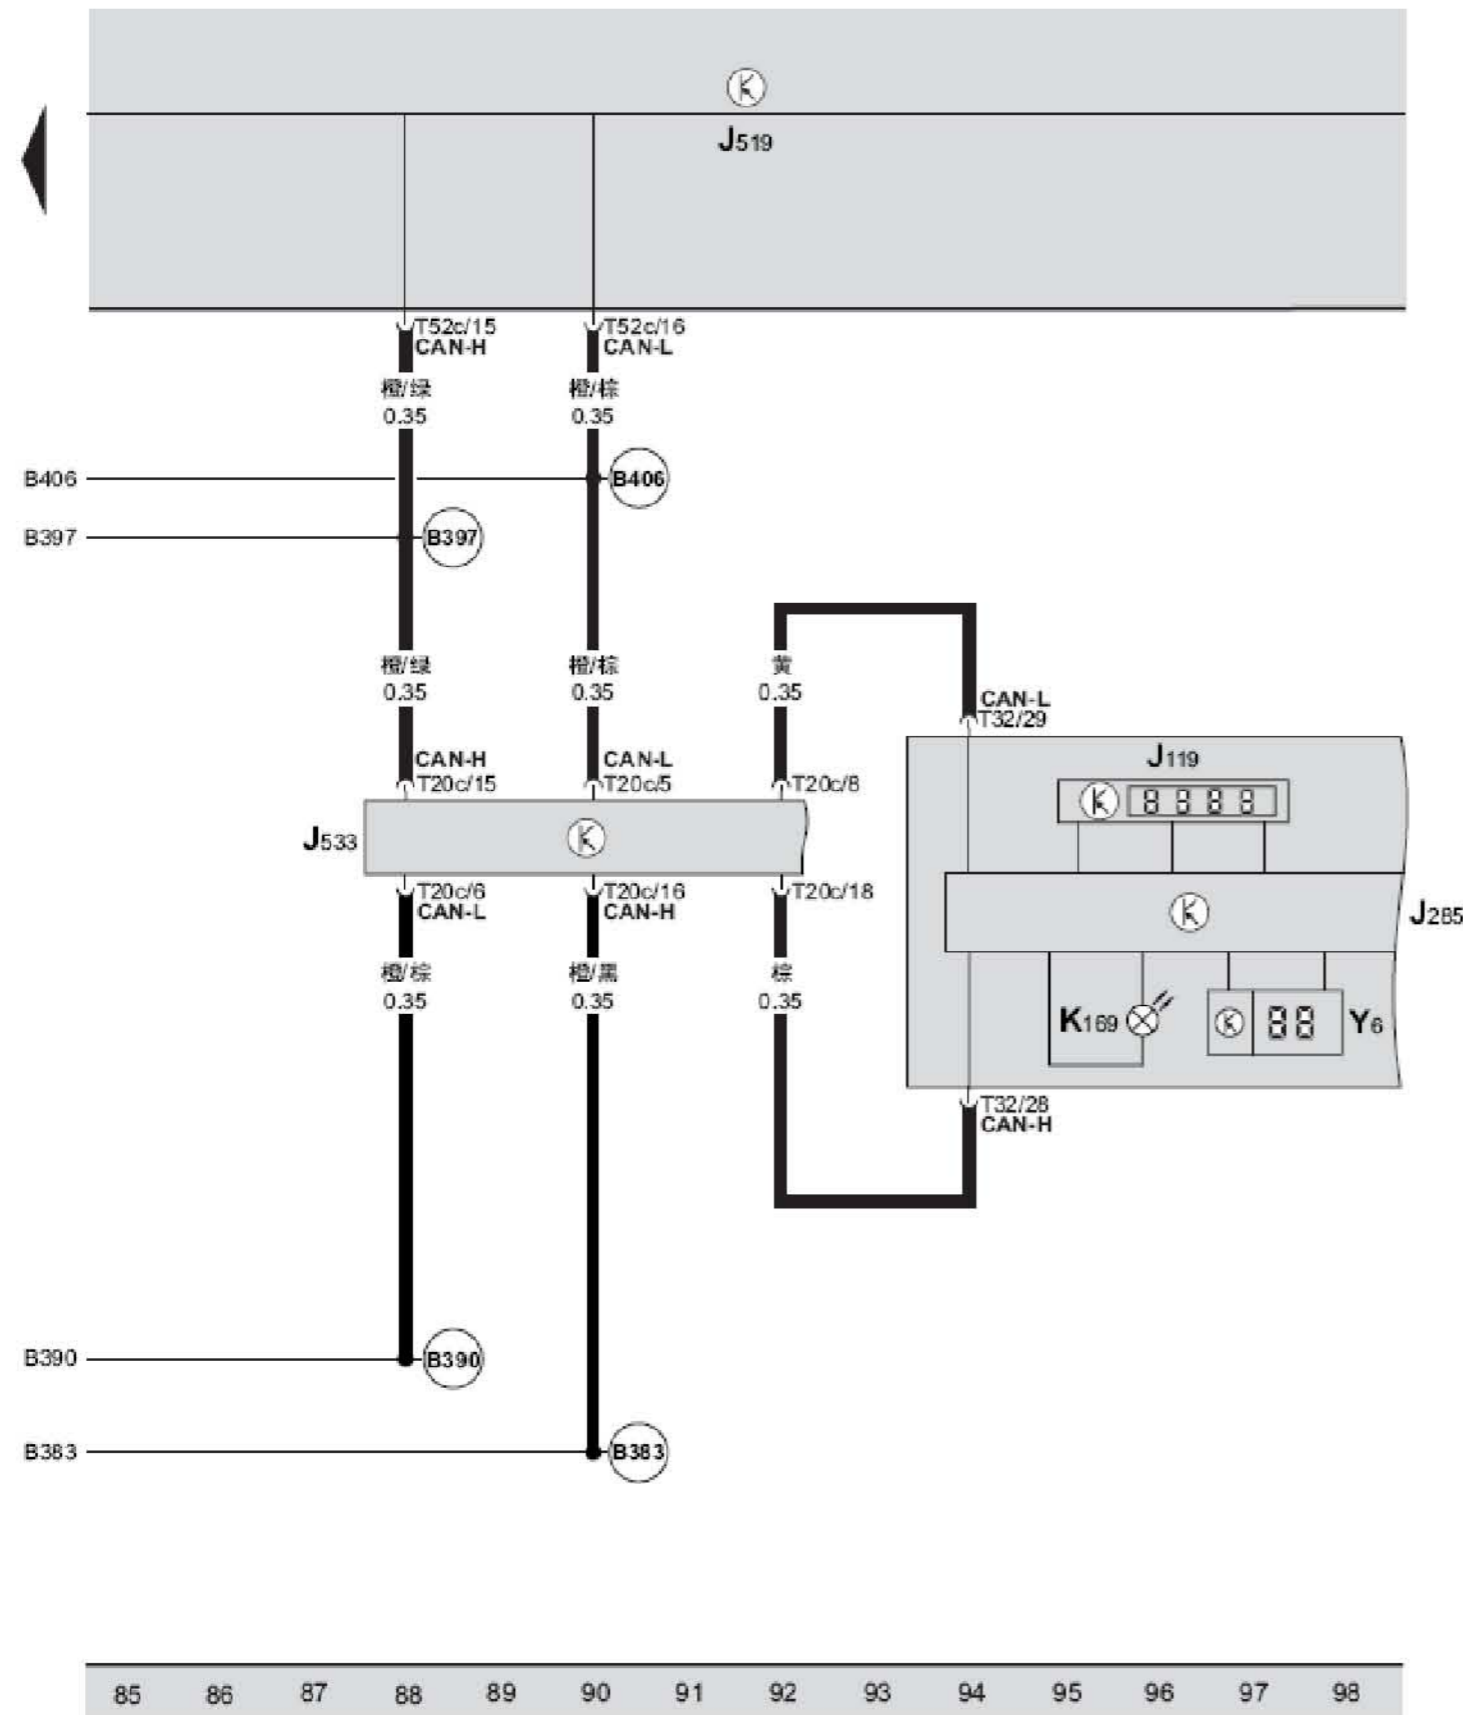 J519
T52c/15 T52c/16
CAN-H CAN-L
橙/绿 橙/棕
0.35 0.35
B406 B406
B397 B397
橙/绿 橙/棕 黄
0.35 0.35 0.35
CAN-L
T32/29
CAN-H CAN-L
T20c/15 T20c/5 T20c/8
J119
8 8 8 8
J533
T20c/6 T20c/16 T20c/18
CAN-L CAN-H
J285
橙/棕 橙/黑 棕
0.35 0.35 0.35
K169 88 Y6
T32/28
CAN-H
B390 B390
B383 B383
85 86 87 88 89 90 91 92 93 94 95 96 97 98